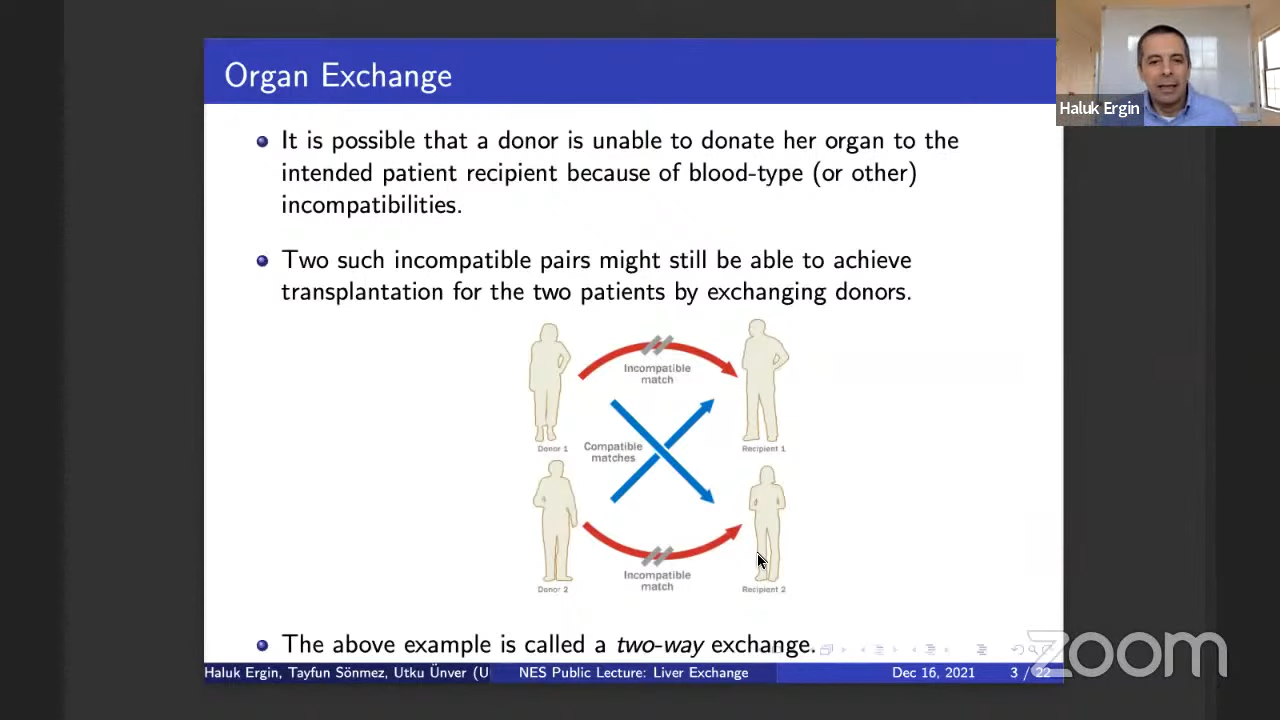 Organ Exchange
Haluk Ergin
It is possible that a donor is unable to donate her organ to the
intended patient recipient because of blood-type (or other)
incompatibilities.
Two such incompatible pairs might still be able to achieve
transplantation for the two patients by exchanging donors.
Incompatible
match
Donor 1
Recipient 1
Compatible
matches
Incompatible
match
Donor 2
Recipient 2
The above example is called a two-way exchange.
Haluk Ergin, Tayfun Sönmez, Utku Ünver (U
NES Public Lecture: Liver Exchange
Dec 16, 2021
3 / 22
zoom